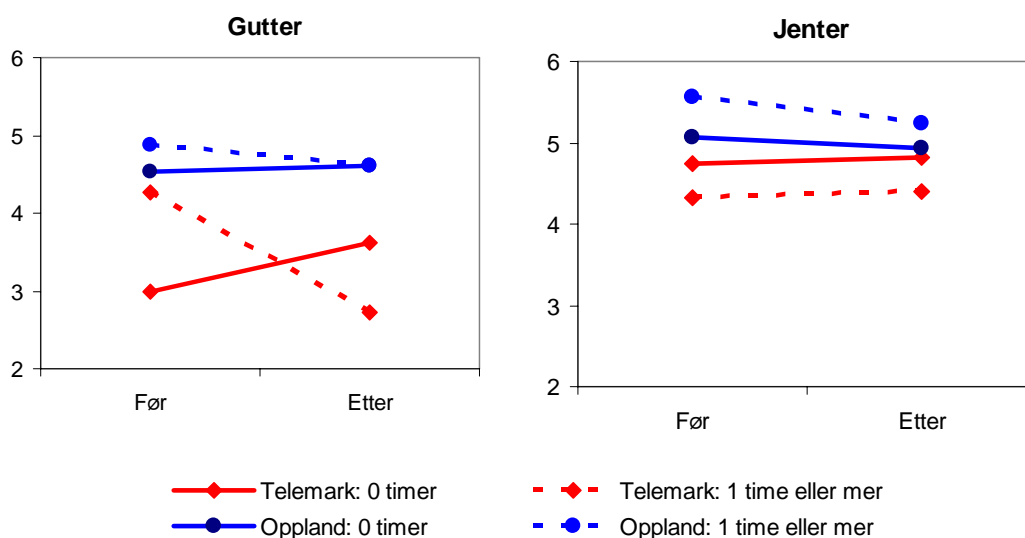 Gutter
6
5
4
3
2
Før Etter
Jenter
6
5
4
3
2
Før Etter
Telemark: 0 timer
Telemark: 1 time eller mer
Oppland: 0 timer
Oppland: 1 time eller mer